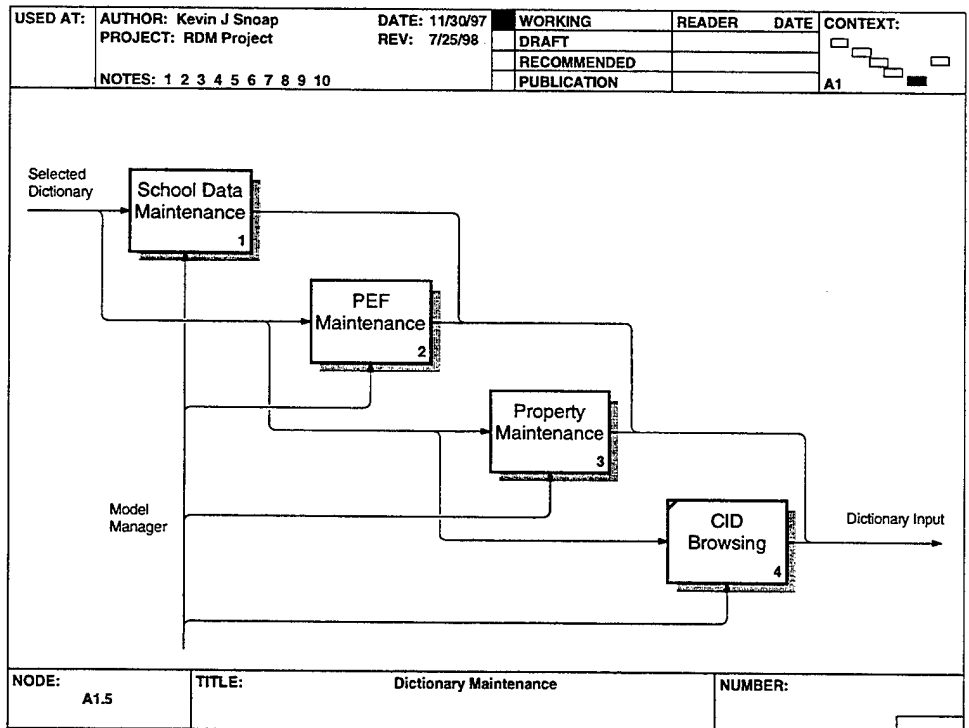 USED AT:
AUTHOR: Kevin J Snoap
DATE: 11/30/97
PROJECT: RDM Project
REV: 7/25/98
NOTES: 1 2 3 4 5 6 7 8 9 10
WORKING
DRAFT
RECOMMENDED
PUBLICATION
READER DATE
CONTEXT:
A1
Selected
Dictionary
School Data
Maintenance
1
PEF
Maintenance
2
Property
Maintenance
3
Model
Manager
CID
Browsing
4
Dictionary Input
NODE:
A1.5
TITLE:
Dictionary Maintenance
NUMBER: